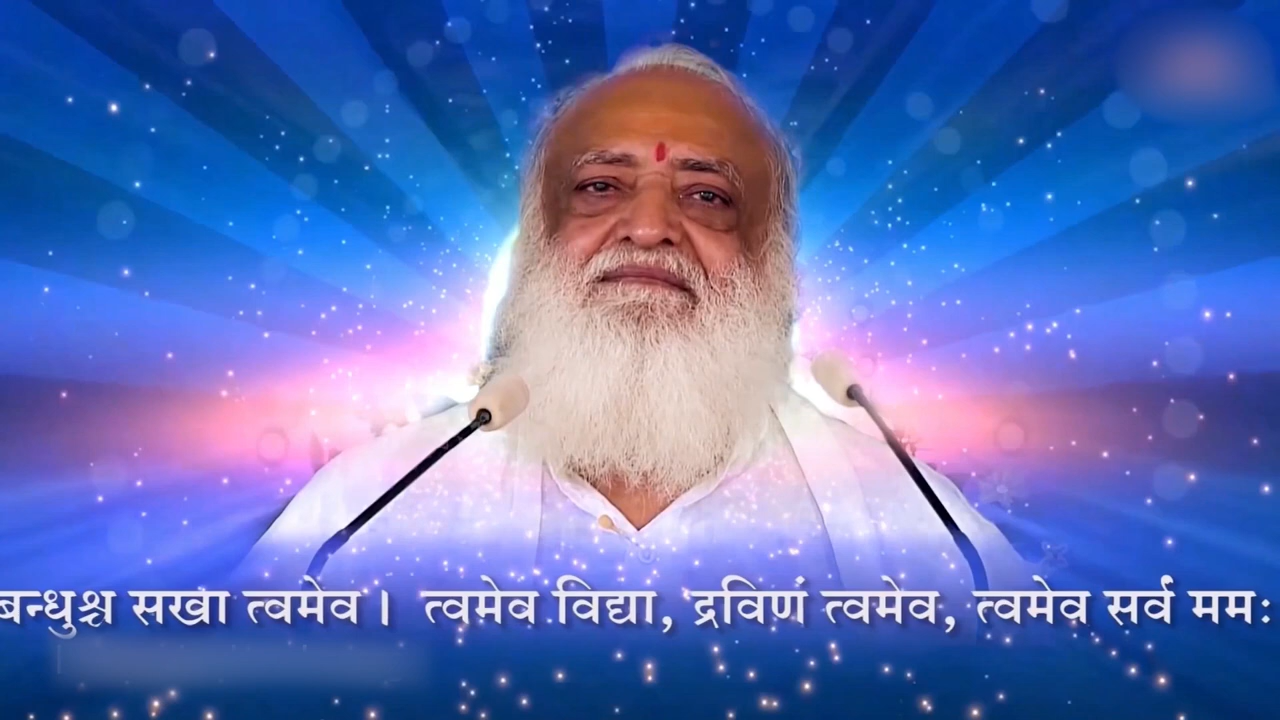 बन्धुश्च सखा त्वमेव। त्वमेव विद्या, द्रविणं त्वमेव, त्वमेव सर्वं ममः